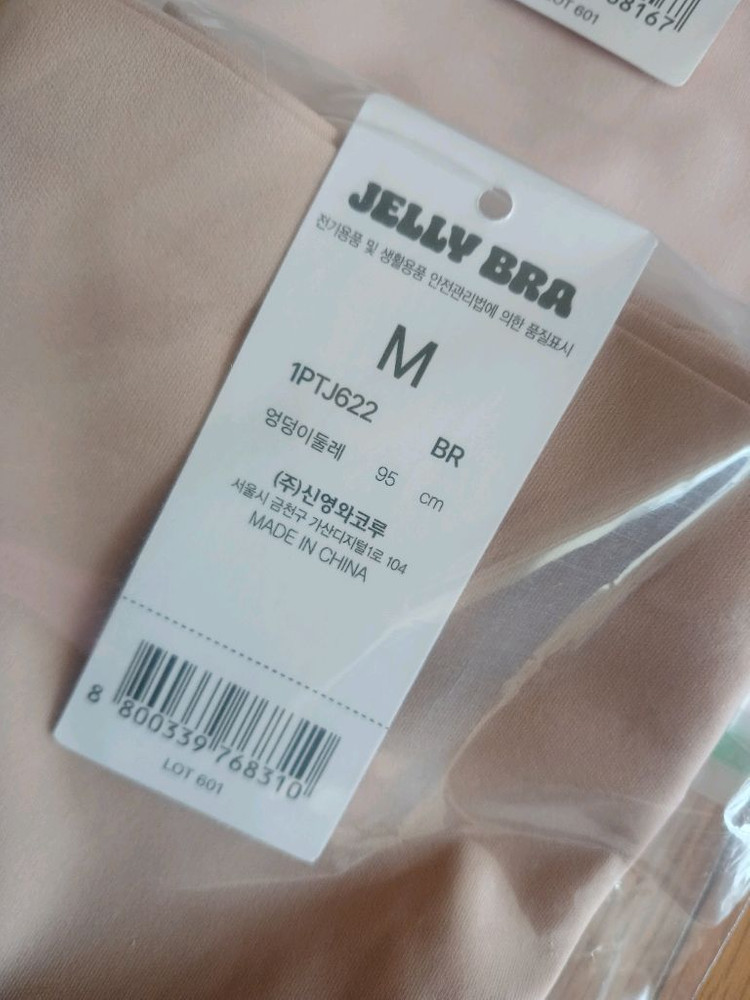 8167
LOT 601
JELLY BRA
전기용품 및 생활용품 안전관리법에 의한 품질표시
M
1PTJ622 BR
엉덩이둘레 95 cm
(주)신영와코루
서울시 금천구 가산디지털1로 104
MADE IN CHINA
8 800339 768310
LOT 601